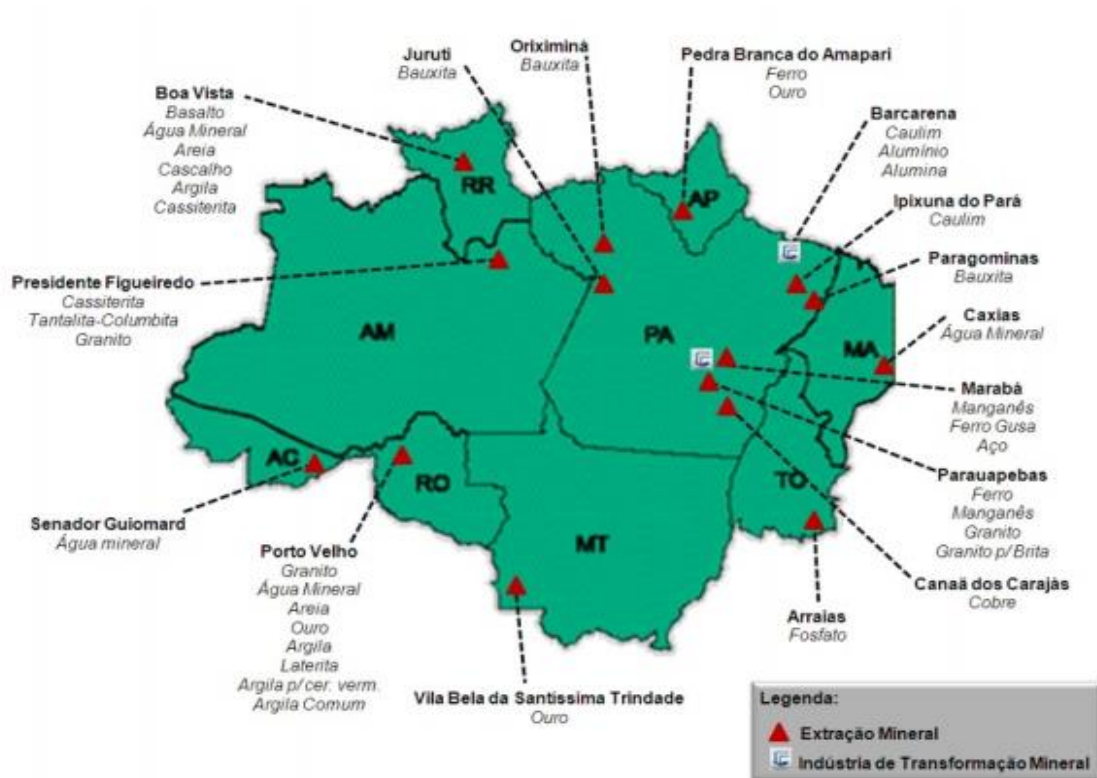 Juruti
Bauxita
Oriximiná
Bauxita
Pedra Branca do Amapari
Ferro
Ouro
Boa Vista
Basalto
Água Mineral
Areia
Cascalho
Argila
Cassiterita
Barcarena
Caulim
Alumínio
Alumina
Ipixuna do Pará
Caulim
Paragominas
Bauxita
Presidente Figueiredo
Cassiterita
Tantalita-Columbita
Granito
Caxias
Água Mineral
RR
AP
AM
PA
MA
AC
RO
TO
MT
Marabá
Manganês
Ferro Gusa
Aço
Parauapebas
Ferro
Manganês
Granito
Granito p/ Brita
Canaã dos Carajás
Cobre
Senador Guiomard
Água mineral
Porto Velho
Granito
Água Mineral
Areia
Ouro
Argila
Laterita
Argila p/ cer. verm.
Argila Comum
Arraias
Fosfato
Vila Bela da Santíssima Trindade
Ouro
Legenda:
Extração Mineral
Indústria de Transformação Mineral